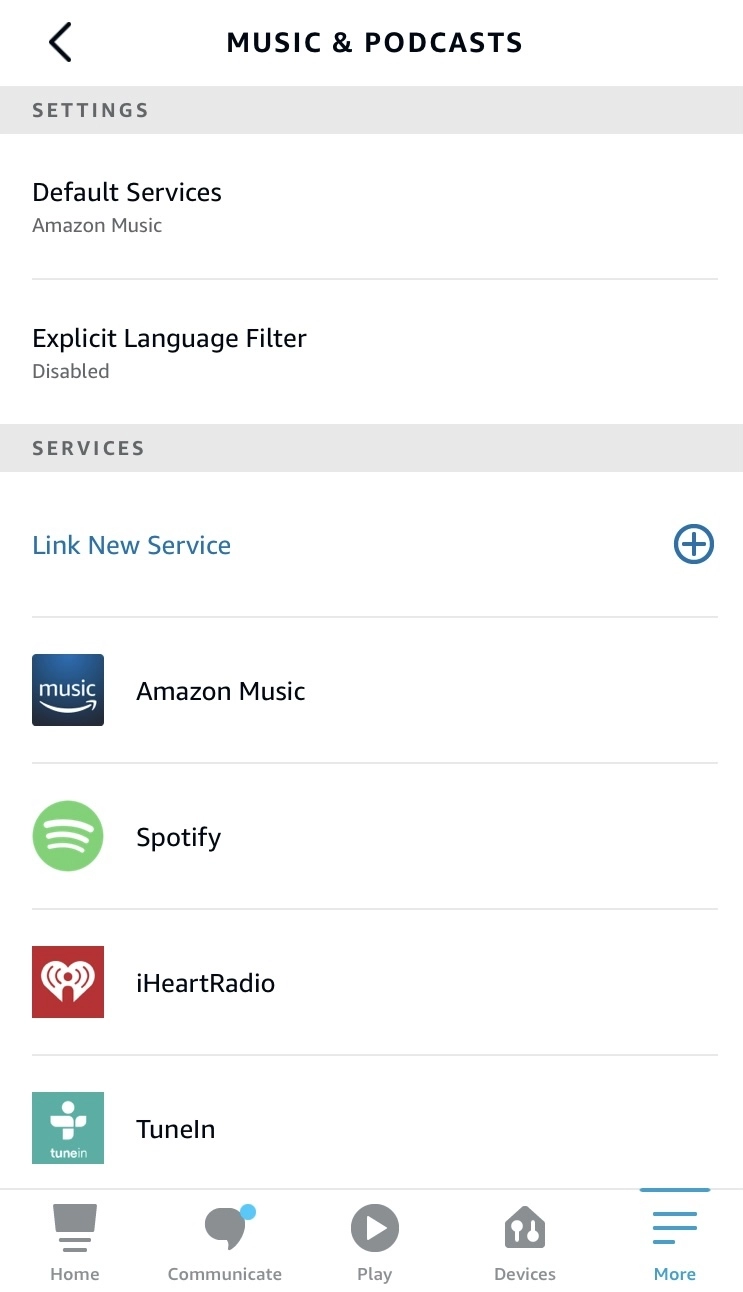 MUSIC & PODCASTS
SETTINGS
Default Services
Amazon Music
Explicit Language Filter
Disabled
SERVICES
Link New Service
music
Amazon Music
Spotify
iHeartRadio
tunein
TuneIn
Home
Communicate
Play
Devices
More